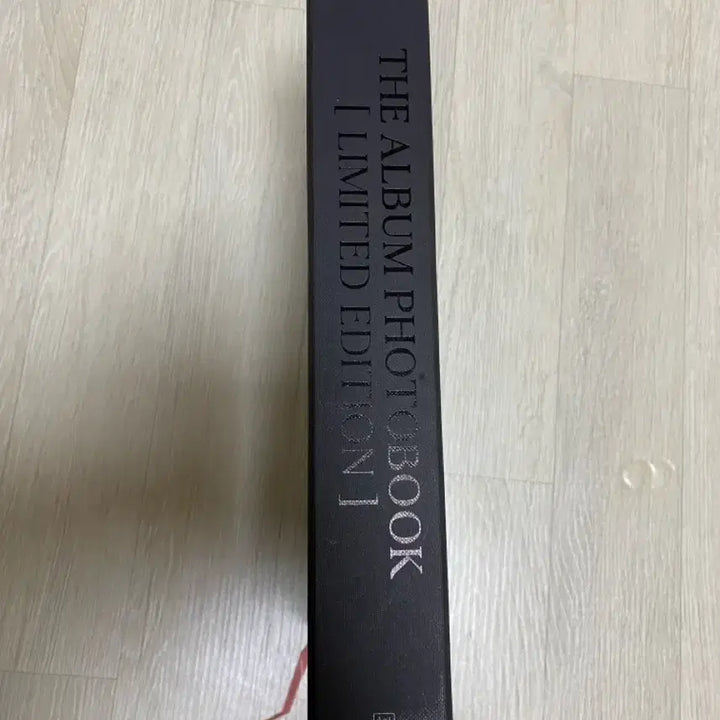 THE ALBUM PHOTOBOOK
[ LIMITED EDITION ]